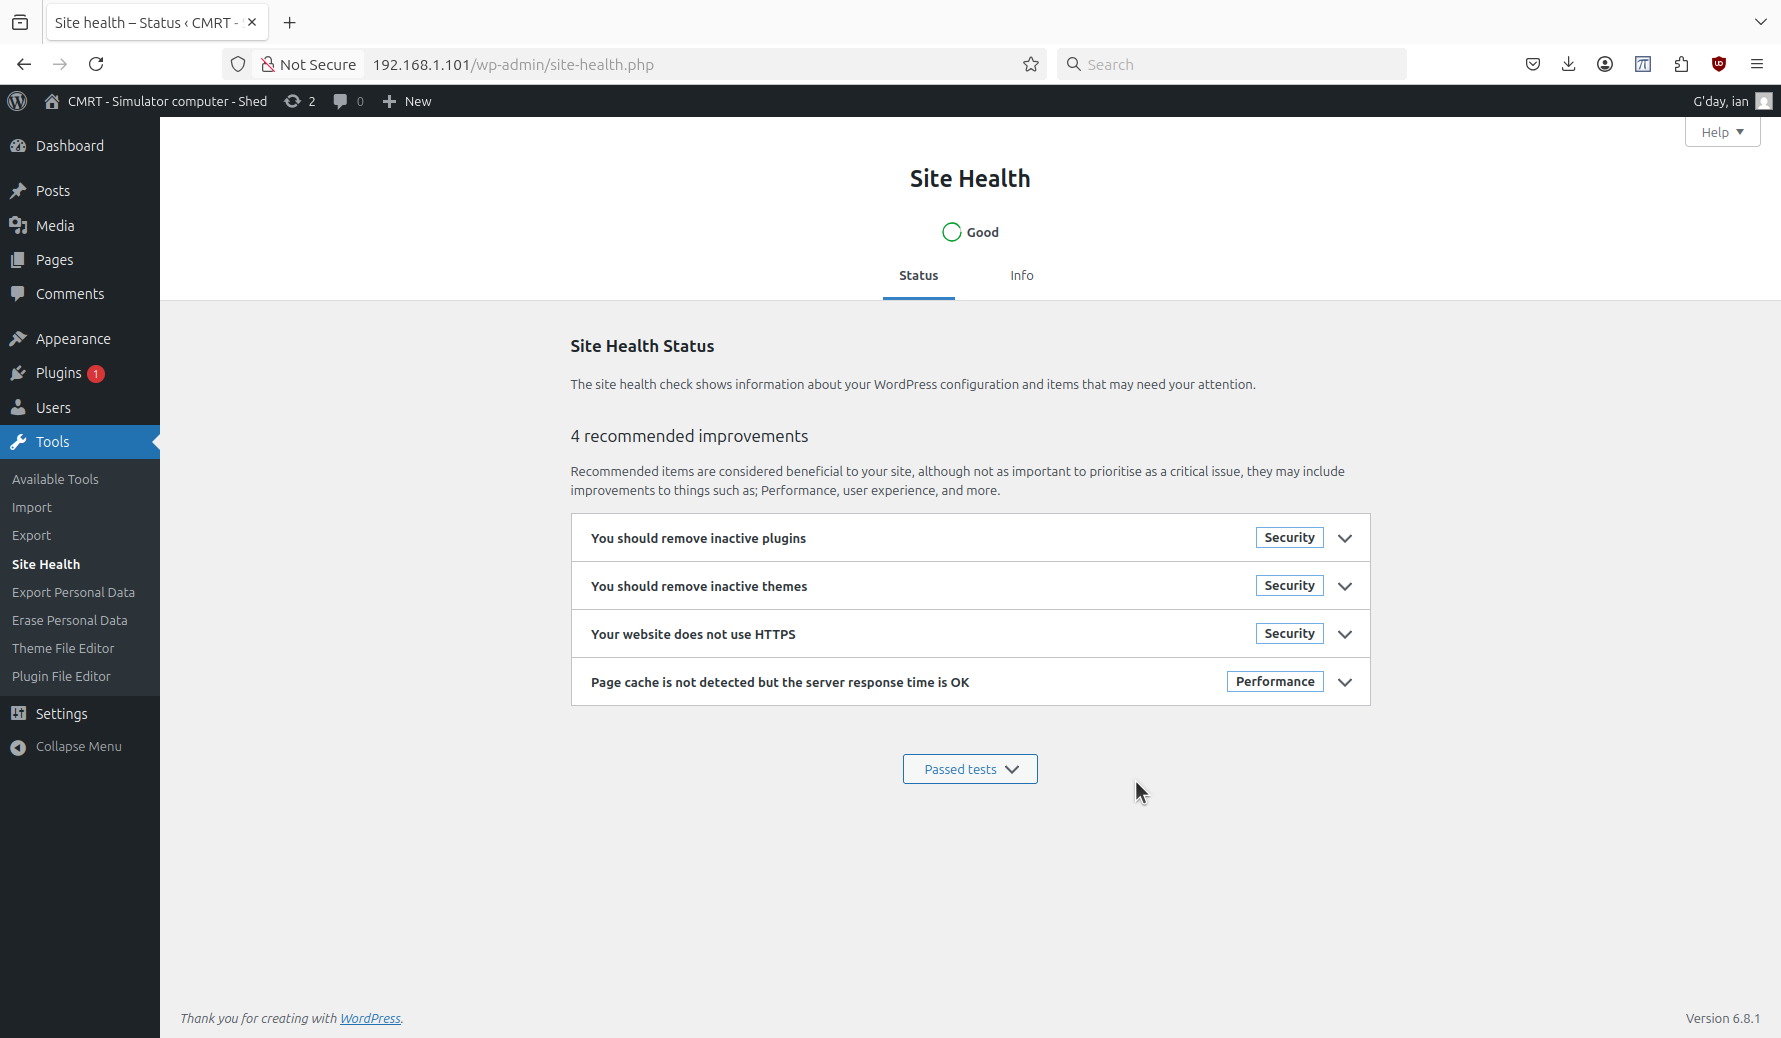 Site health – Status ‹ CMRT -
Not Secure 192.168.1.101/wp-admin/site-health.php
Search
CMRT - Simulator computer - Shed 2 0 New
G'day, ian
Dashboard
Posts
Media
Pages
Comments
Appearance
Plugins 1
Users
Tools
Available Tools
Import
Export
Site Health
Export Personal Data
Erase Personal Data
Theme File Editor
Plugin File Editor
Settings
Collapse Menu
Help
Site Health
Good
Status Info
Site Health Status
The site health check shows information about your WordPress configuration and items that may need your attention.
4 recommended improvements
Recommended items are considered beneficial to your site, although not as important to prioritise as a critical issue, they may include
improvements to things such as; Performance, user experience, and more.
You should remove inactive plugins Security
You should remove inactive themes Security
Your website does not use HTTPS Security
Page cache is not detected but the server response time is OK Performance
Passed tests
Thank you for creating with WordPress.
Version 6.8.1